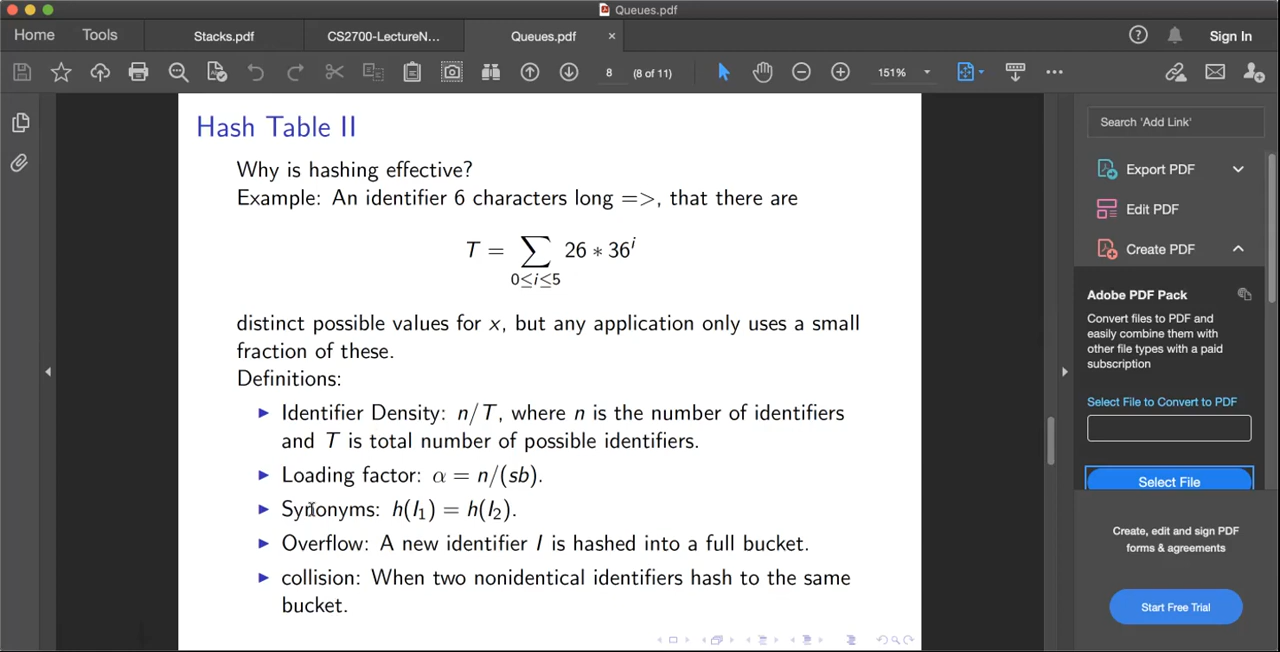 Queues.pdf
Home Tools Stacks.pdf CS2700-LectureN... Queues.pdf × Sign In
8 (8 of 11) 151%
Hash Table II
Why is hashing effective?
Example: An identifier 6 characters long =>, that there are
T = ∑ 26 * 36^i
0≤i≤5
distinct possible values for x, but any application only uses a small
fraction of these.
Definitions:
▶ Identifier Density: n/T, where n is the number of identifiers
and T is total number of possible identifiers.
▶ Loading factor: α = n/(sb).
▶ Synonyms: h(I₁) = h(I₂).
▶ Overflow: A new identifier I is hashed into a full bucket.
▶ collision: When two nonidentical identifiers hash to the same
bucket.
Search 'Add Link'
Export PDF
Edit PDF
Create PDF
Adobe PDF Pack
Convert files to PDF and
easily combine them with
other file types with a paid
subscription
Select File to Convert to PDF
Select File
Create, edit and sign PDF
forms & agreements
Start Free Trial